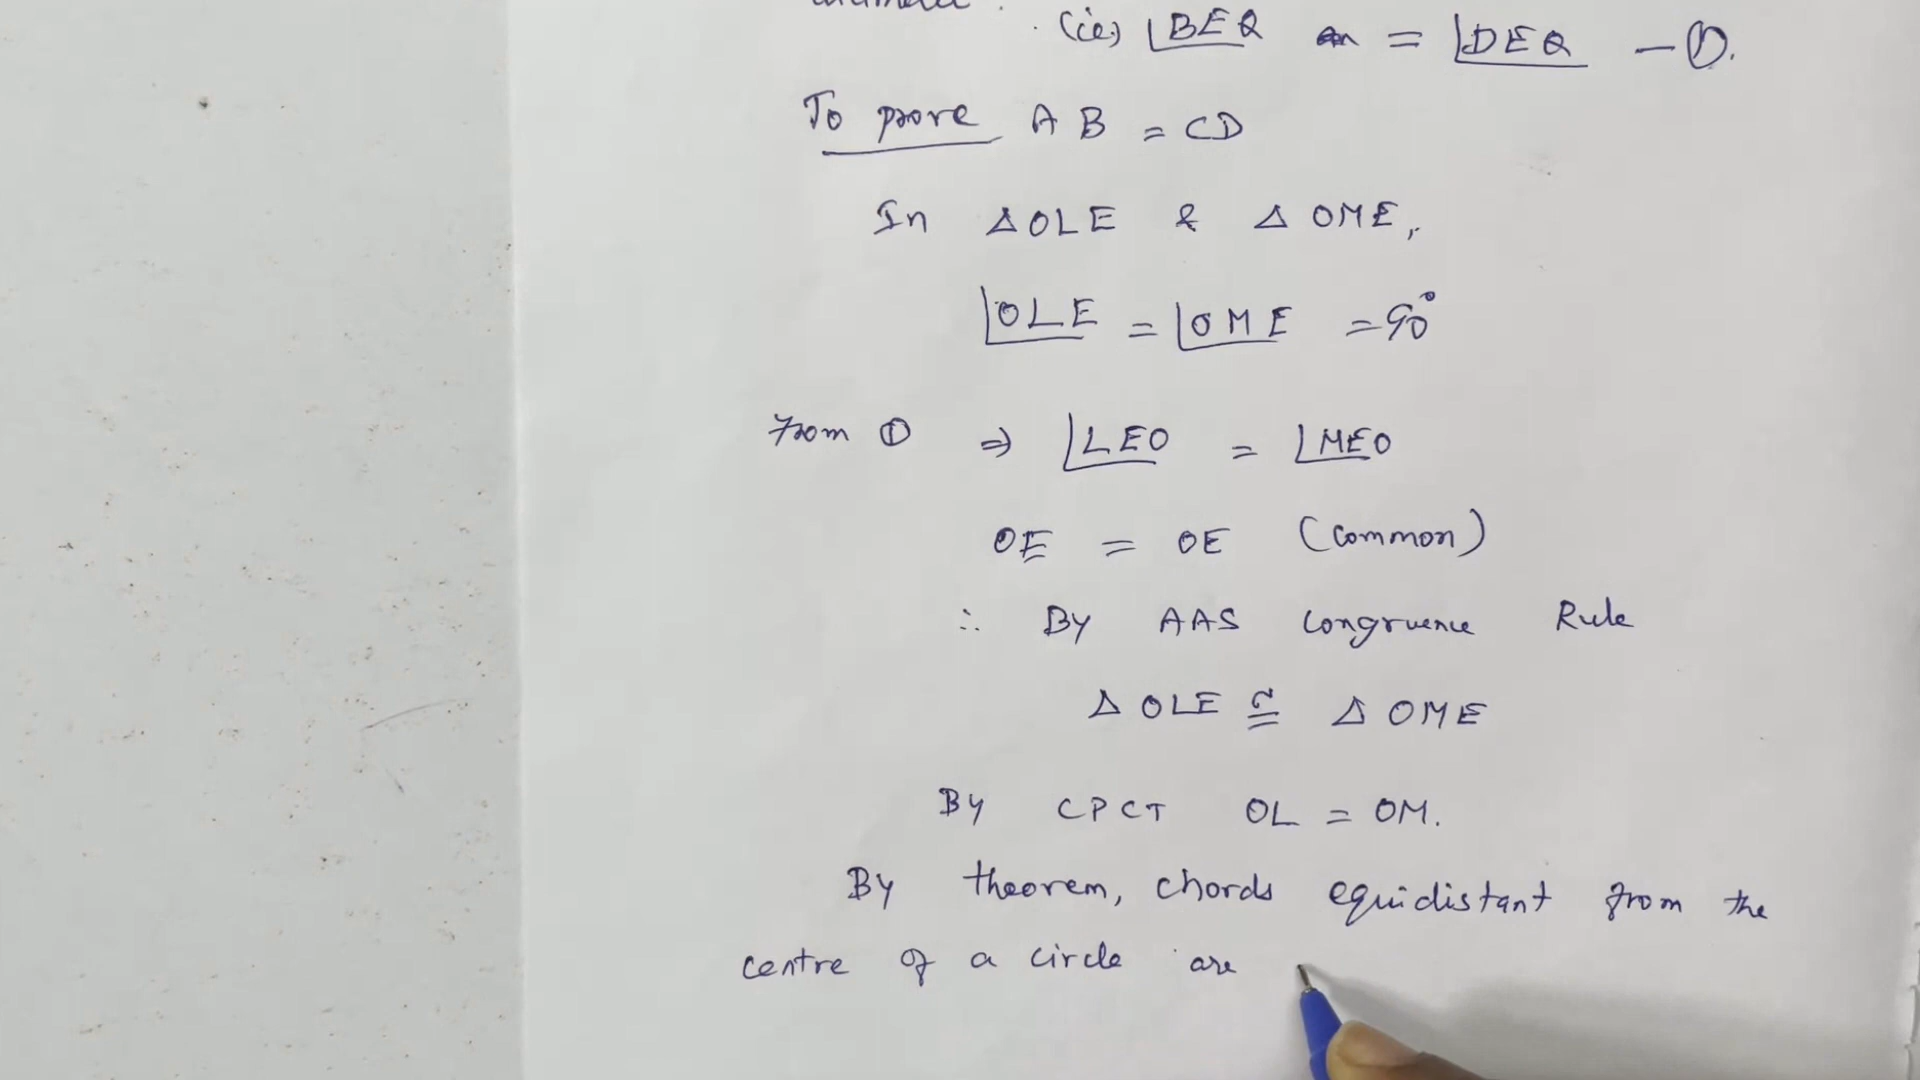 (ie) ∠BEQ = ∠DEQ — ①.
To prove AB = CD
In Δ OLE & Δ OME,
∠OLE = ∠OME = 90°
From ① ⇒ ∠LEO = ∠MEO
OE = OE (Common)
∴ By AAS Congruence Rule
Δ OLE ≅ Δ OME
By CPCT OL = OM.
By theorem, chords equidistant from the
centre of a circle are